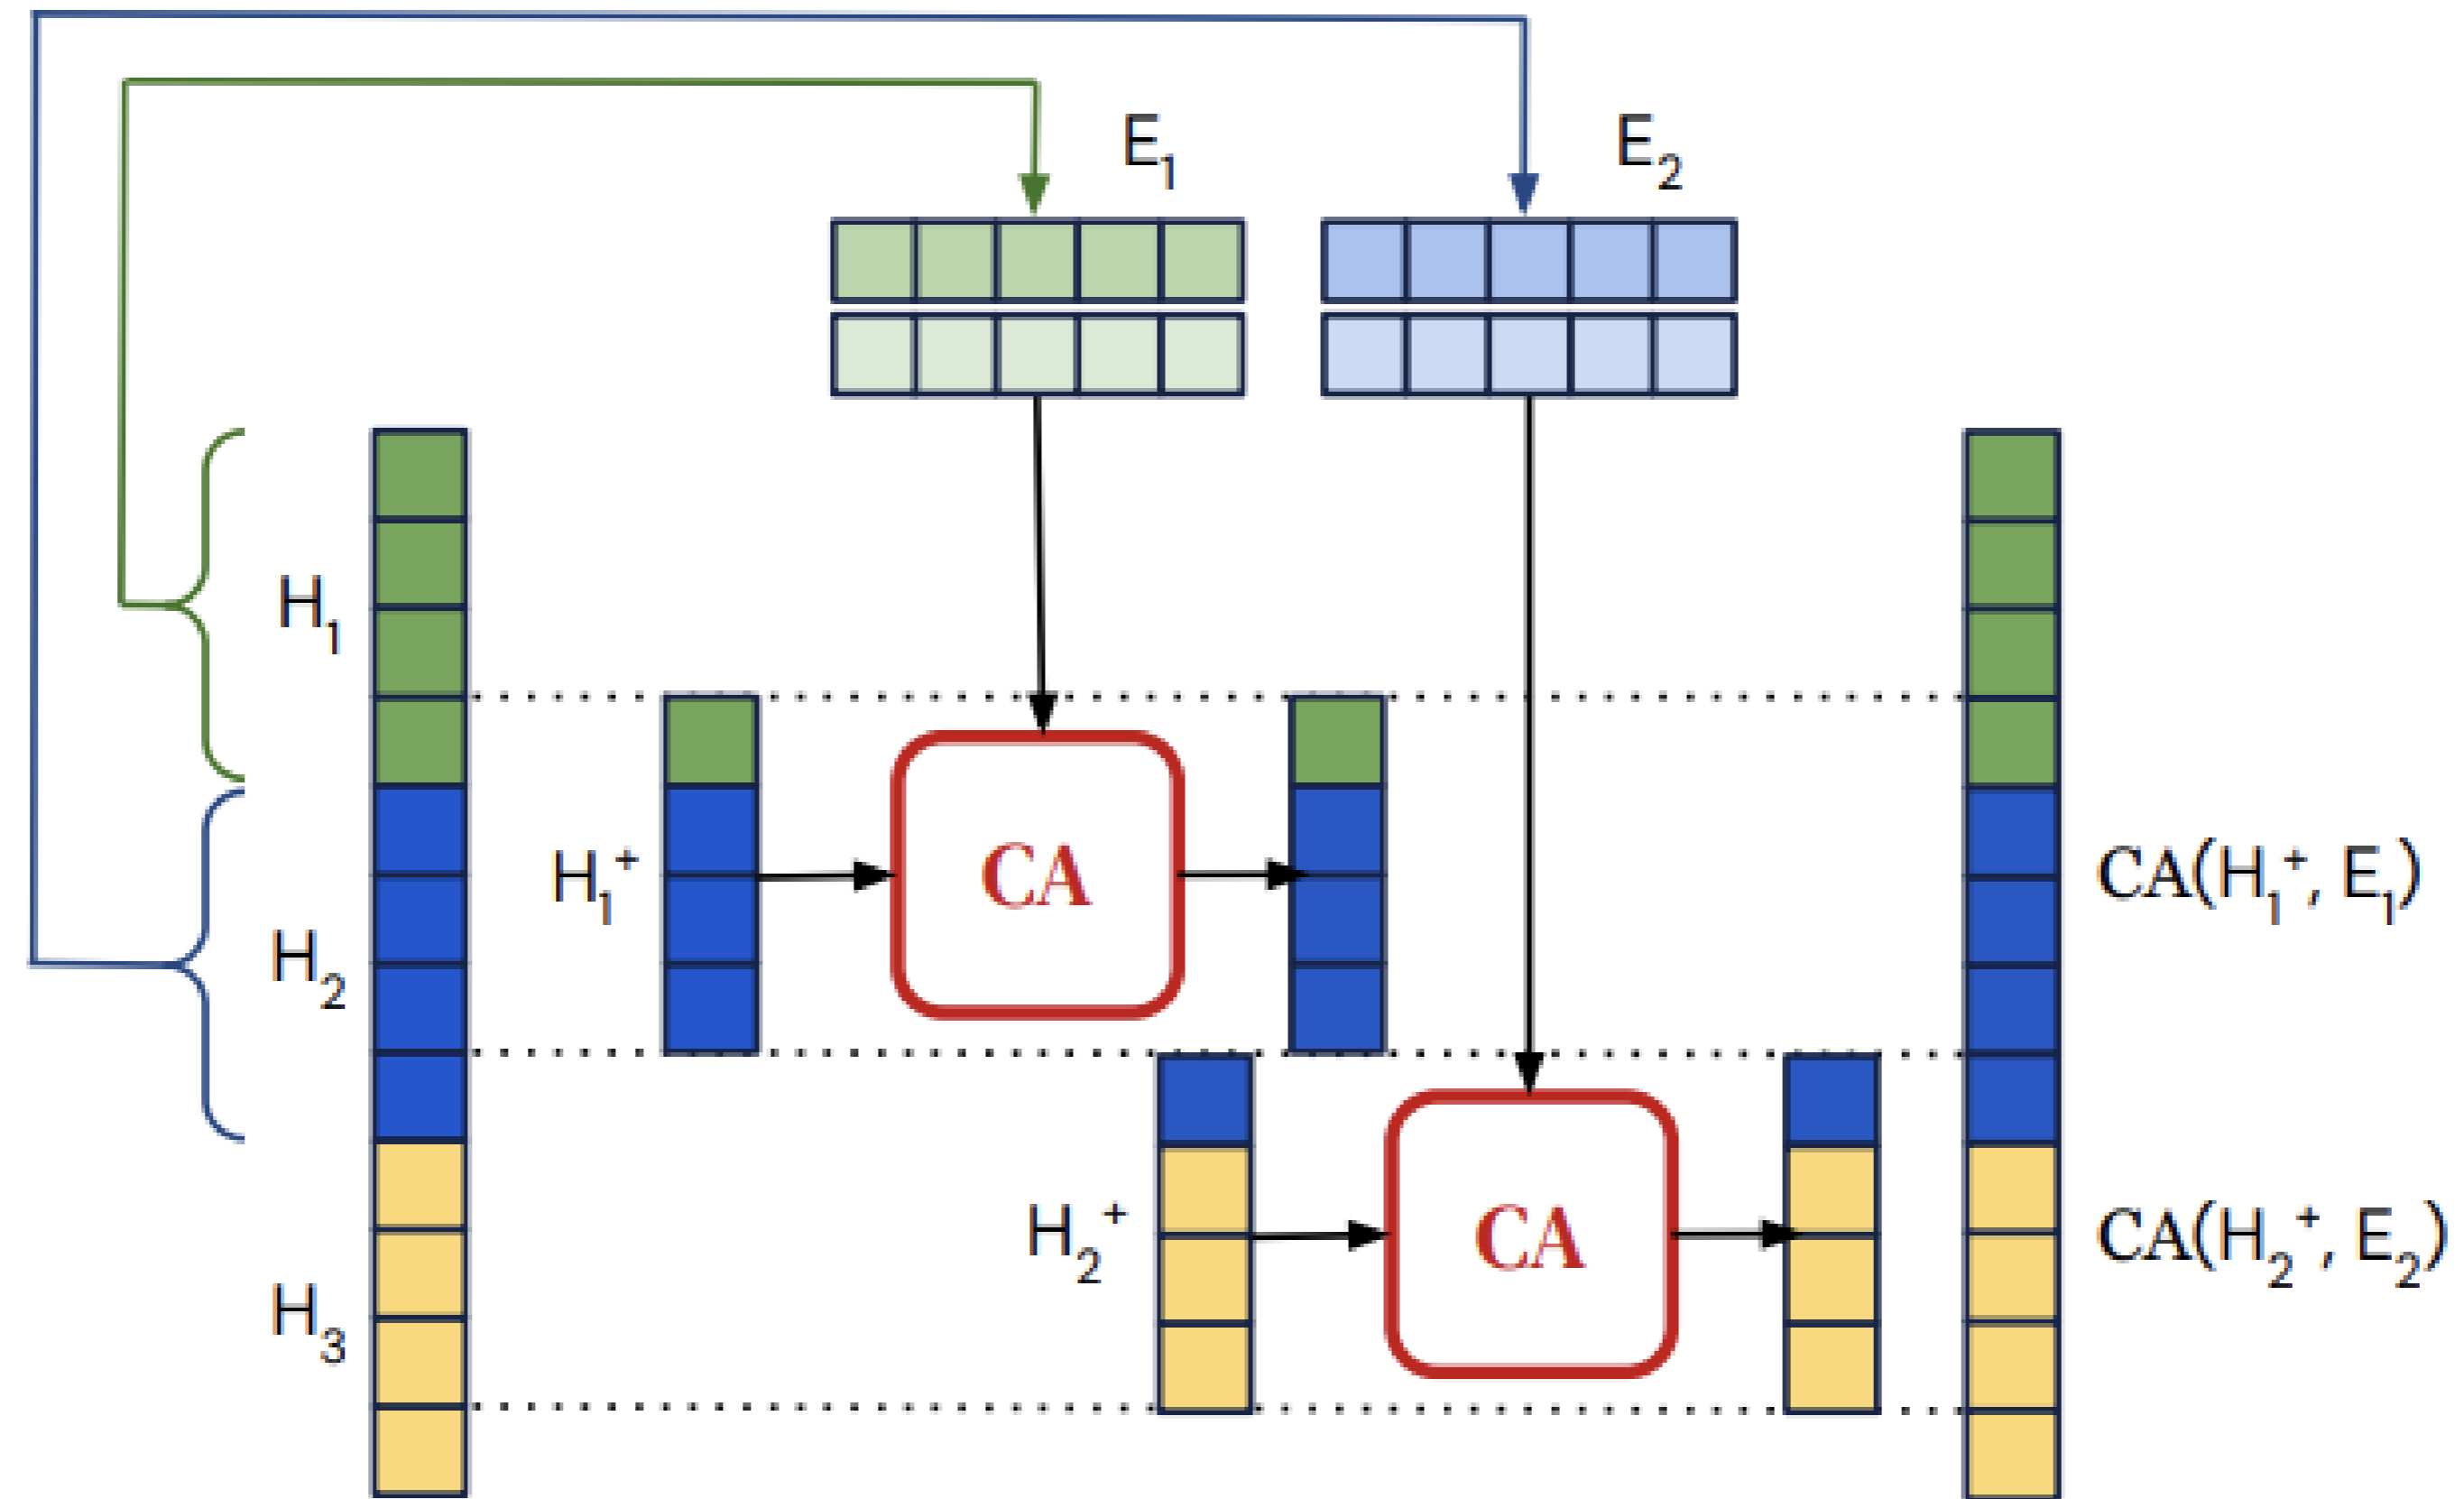 E₁
E₂
H₁
H₁⁺
CA
CA(H₁⁺, E₁)
H₂
H₂⁺
CA
CA(H₂⁺, E₂)
H₃